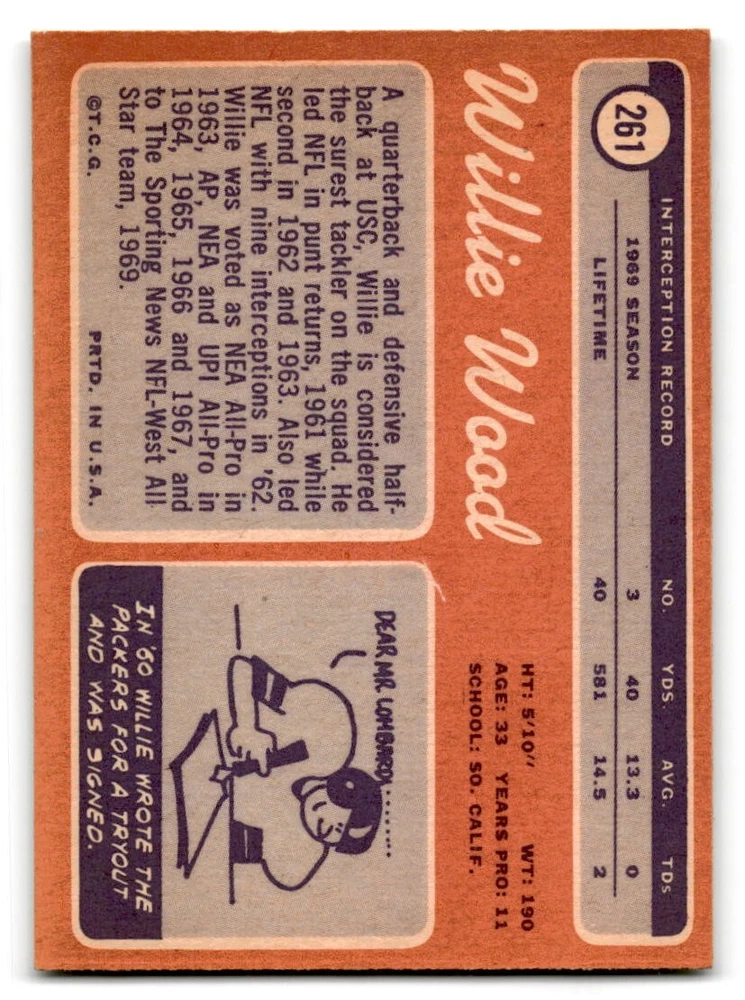 261
INTERCEPTION RECORD NO. YDS. AVG. TDs
1969 SEASON 3 40 13.3 0
LIFETIME 40 581 14.5 2
Willie Wood
HT: 5'10" WT: 190
AGE: 33 YEARS PRO: 11
SCHOOL: SO. CALIF.
A quarterback and defensive half-
back at USC, Willie is considered
the surest tackler on the squad. He
led NFL in punt returns, 1961 while
second in 1962 and 1963. Also led
NFL with nine interceptions in '62.
Willie was voted as NEA All-Pro in
1963, AP, NEA and UPI All-Pro in
1964, 1965, 1966 and 1967, and
to The Sporting News NFL-West All
Star team, 1969.
©T.C.G. PRTD. IN U.S.A.
DEAR MR LOMBARDI........
IN '60 WILLIE WROTE THE
PACKERS FOR A TRYOUT
AND WAS SIGNED.